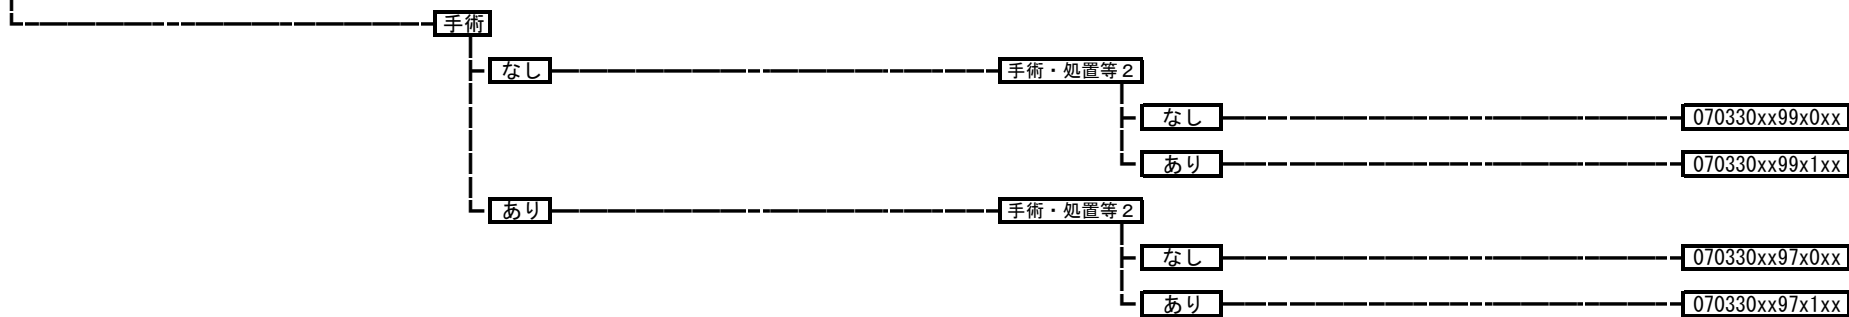 手術
なし 手術・処置等2
なし 070330xx99x0xx
あり 070330xx99x1xx
あり 手術・処置等2
なし 070330xx97x0xx
あり 070330xx97x1xx